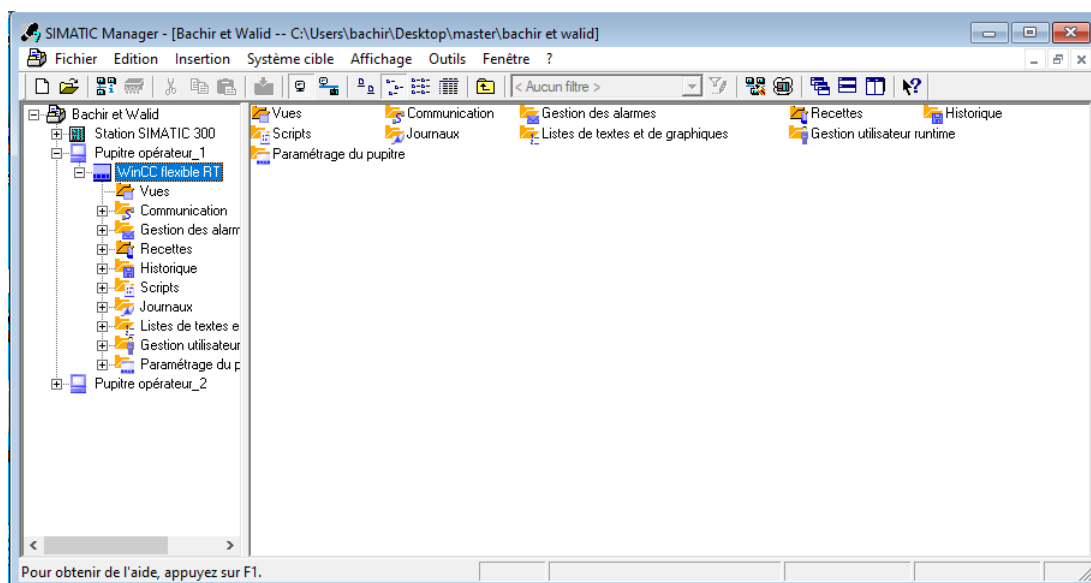 SIMATIC Manager - [Bachir et Walid -- C:\Users\bachir\Desktop\master\bachir et walid]
Fichier Edition Insertion Système cible Affichage Outils Fenêtre ?
< Aucun filtre >
Bachir et Walid
Station SIMATIC 300
Pupitre opérateur_1
WinCC flexible RT
Vues
Communication
Gestion des alarm
Recettes
Historique
Scripts
Journaux
Listes de textes e
Gestion utilisateur
Paramétrage du p
Pupitre opérateur_2
Vues Communication Gestion des alarmes Recettes Historique
Scripts Journaux Listes de textes et de graphiques Gestion utilisateur runtime
Paramétrage du pupitre
Pour obtenir de l'aide, appuyez sur F1.